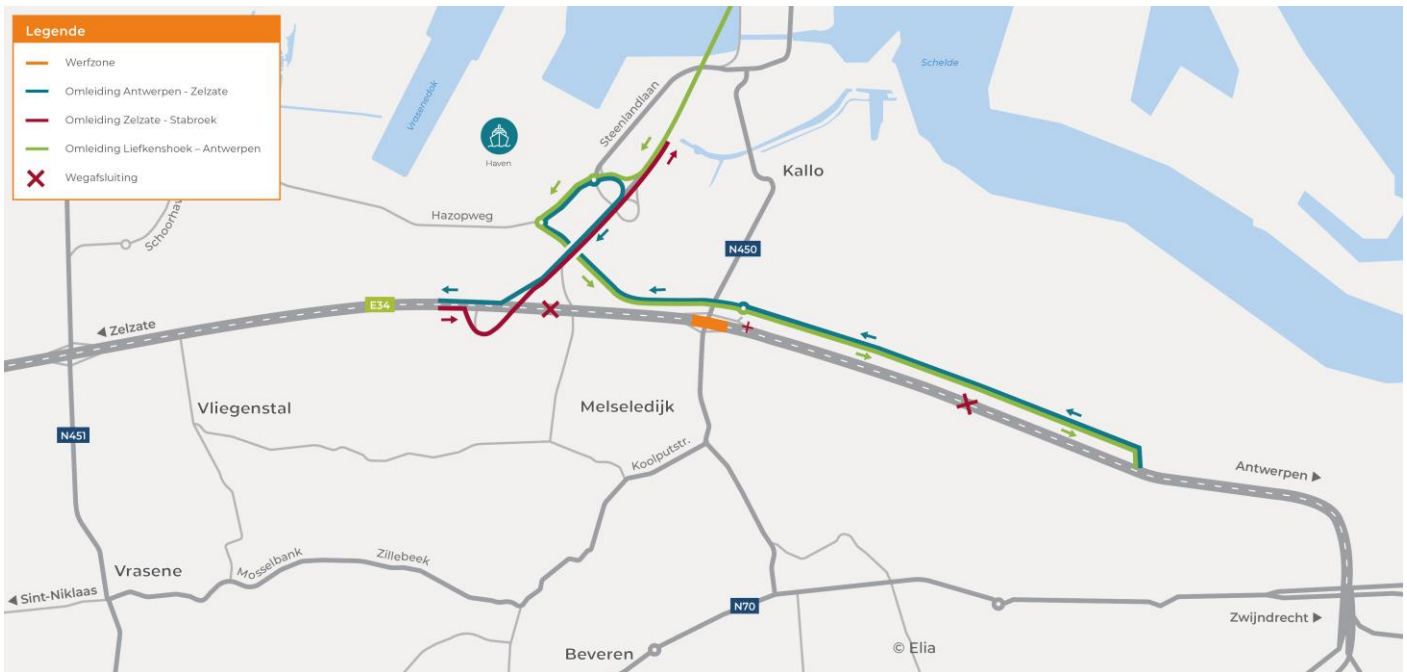 Legende
Werfzone
Omleiding Antwerpen - Zelzate
Omleiding Zelzate - Stabroek
Omleiding Liefkenshoek – Antwerpen
Wegafsluiting
Vrasenedok
Haven
Steenlandlaan
Schelde
Kallo
Hazopweg
N450
E34
◀ Zelzate
Vliegenstal
Melseledijk
N451
Koolputstr.
Antwerpen ▶
Vrasene
Mosselbank
Zillebeek
◀ Sint-Niklaas
N70
Zwijndrecht ▶
Beveren
© Elia